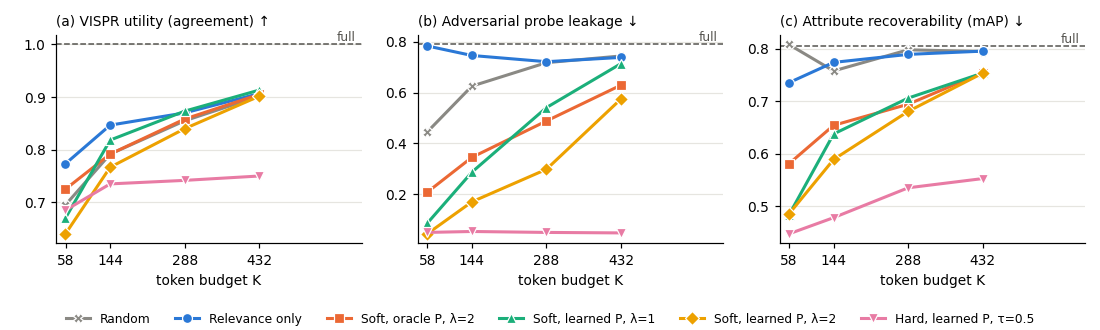 (a) VISPR utility (agreement) ↑
full
1.0
0.9
0.8
0.7
58 144 288 432
token budget K
(b) Adversarial probe leakage ↓
full
0.8
0.6
0.4
0.2
58 144 288 432
token budget K
(c) Attribute recoverability (mAP) ↓
full
0.8
0.7
0.6
0.5
58 144 288 432
token budget K
Random Relevance only Soft, oracle P, λ=2 Soft, learned P, λ=1 Soft, learned P, λ=2 Hard, learned P, τ=0.5